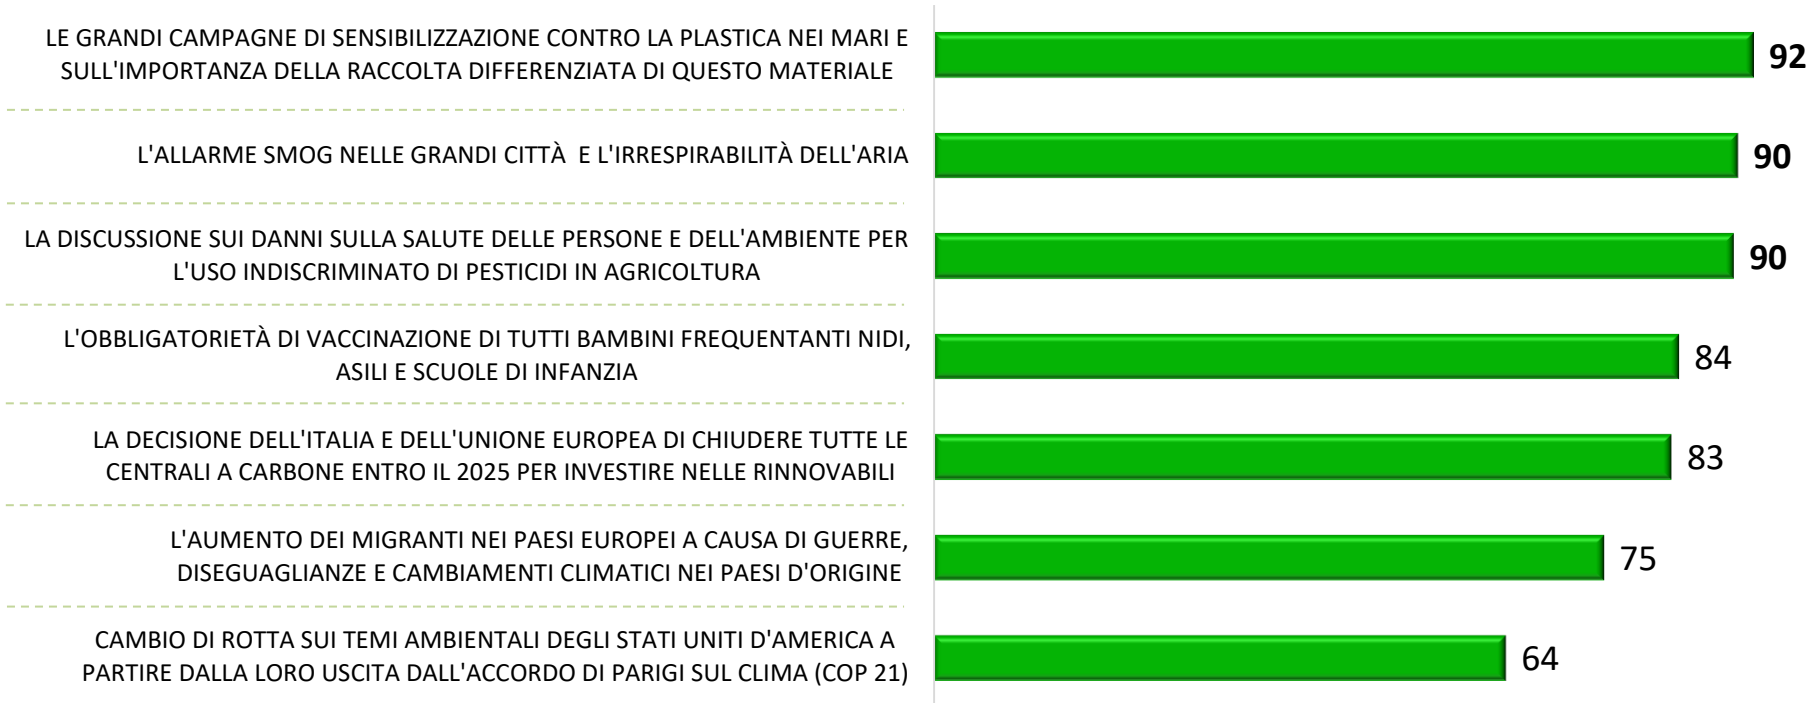 LE GRANDI CAMPAGNE DI SENSIBILIZZAZIONE CONTRO LA PLASTICA NEI MARI E
SULL'IMPORTANZA DELLA RACCOLTA DIFFERENZIATA DI QUESTO MATERIALE
92
L'ALLARME SMOG NELLE GRANDI CITTÀ  E L'IRRESPIRABILITÀ DELL'ARIA
90
LA DISCUSSIONE SUI DANNI SULLA SALUTE DELLE PERSONE E DELL'AMBIENTE PER
L'USO INDISCRIMINATO DI PESTICIDI IN AGRICOLTURA
90
L'OBBLIGATORIETÀ DI VACCINAZIONE DI TUTTI BAMBINI FREQUENTANTI NIDI,
ASILI E SCUOLE DI INFANZIA
84
LA DECISIONE DELL'ITALIA E DELL'UNIONE EUROPEA DI CHIUDERE TUTTE LE
CENTRALI A CARBONE ENTRO IL 2025 PER INVESTIRE NELLE RINNOVABILI
83
L'AUMENTO DEI MIGRANTI NEI PAESI EUROPEI A CAUSA DI GUERRE,
DISEGUAGLIANZE E CAMBIAMENTI CLIMATICI NEI PAESI D'ORIGINE
75
CAMBIO DI ROTTA SUI TEMI AMBIENTALI DEGLI STATI UNITI D'AMERICA A
PARTIRE DALLA LORO USCITA DALL'ACCORDO DI PARIGI SUL CLIMA (COP 21)
64